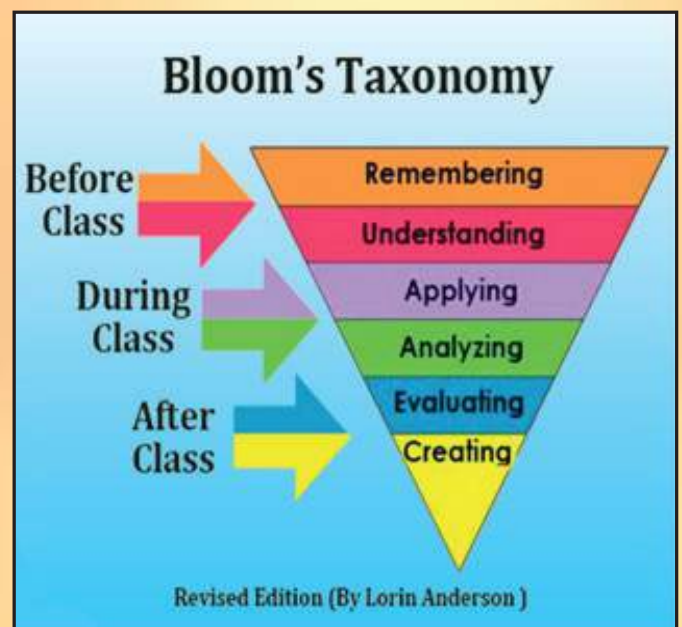 Bloom's Taxonomy
Before
Class
During
Class
After
Class
Remembering
Understanding
Applying
Analyzing
Evaluating
Creating
Revised Edition (By Lorin Anderson )